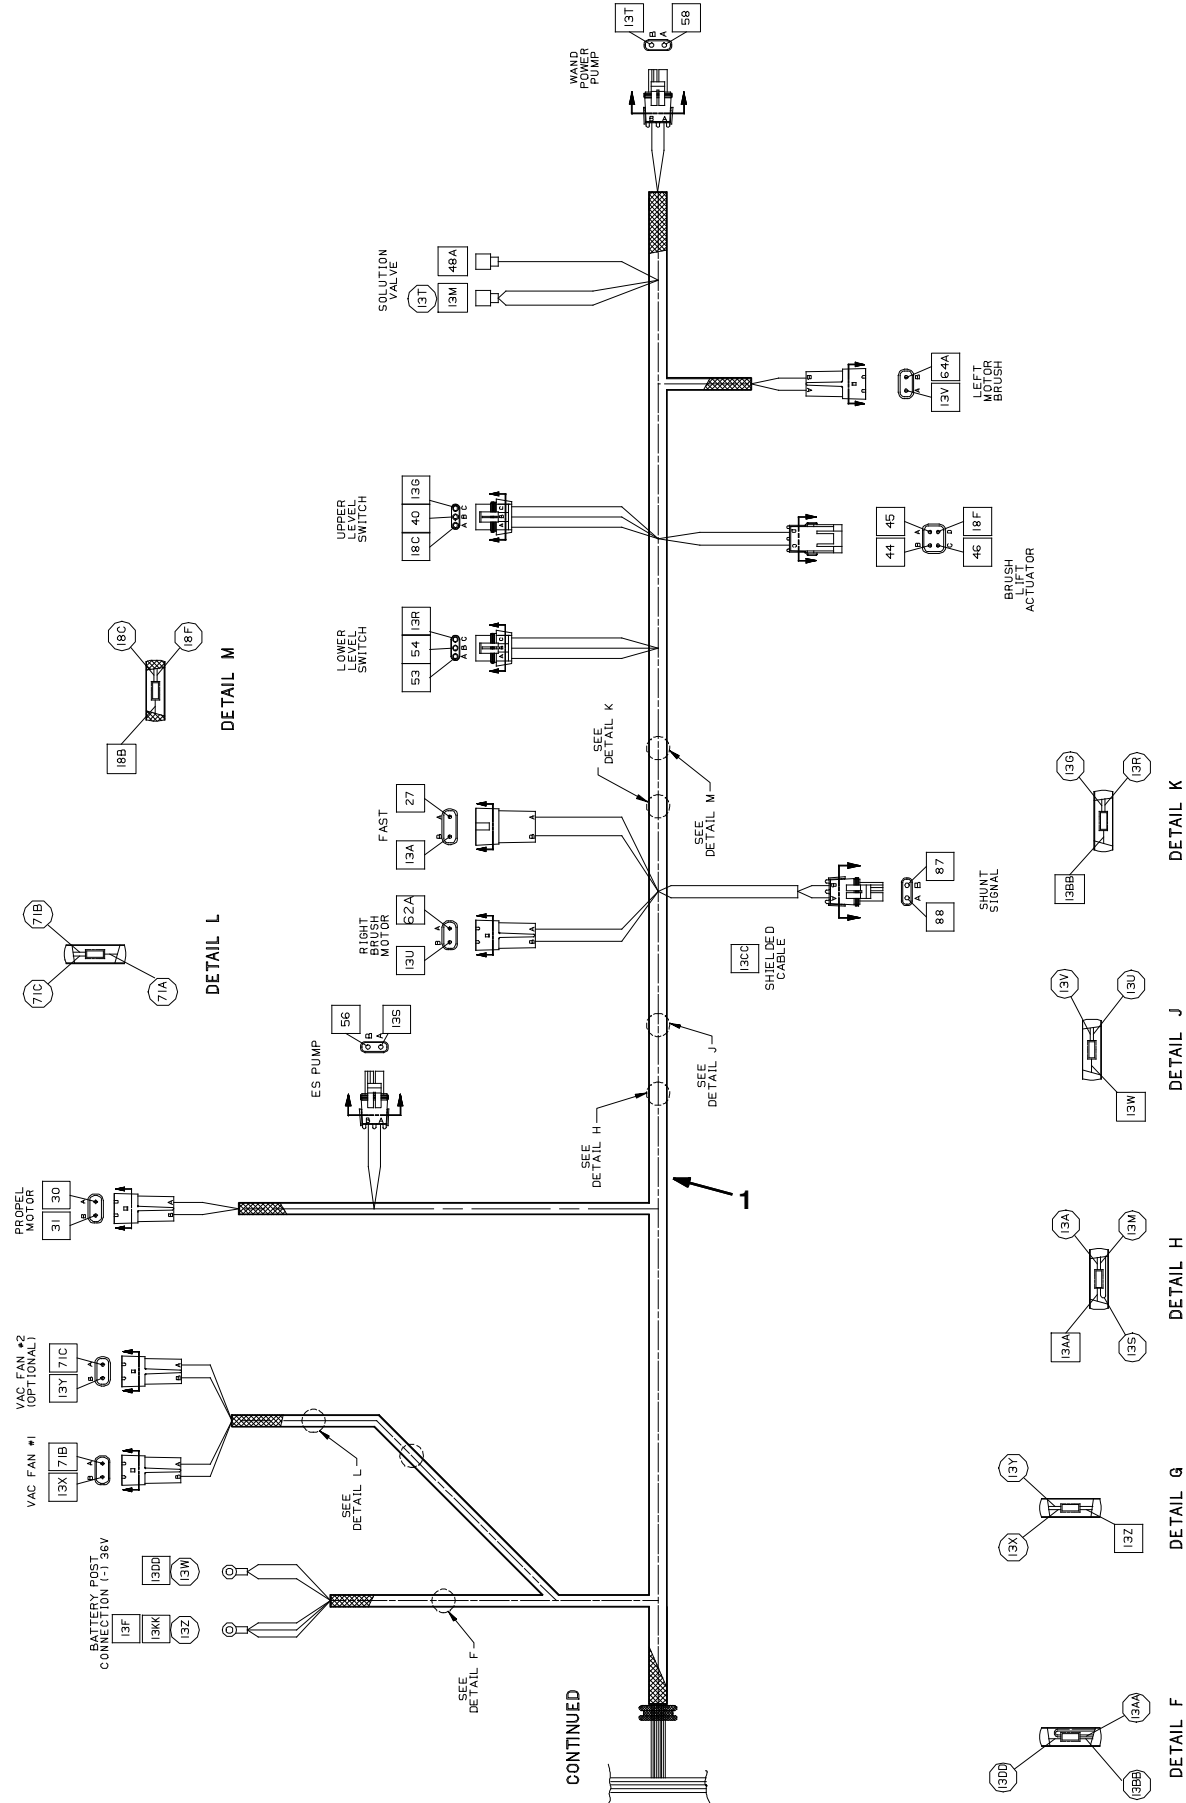 13T
B
A
58
WAND
POWER
PUMP
B
A
SOLUTION
VALVE
13T
13M
48A
A
B
A
B
13V
64A
LEFT
MOTOR
BRUSH
UPPER
LEVEL
SWITCH
18C
40
13G
A
B
C
A
B
C
44
45
B
A
C
D
46
18F
BRUSH
LIFT
ACTUATOR
LOWER
LEVEL
SWITCH
53
54
13R
A
B
C
A
B
C
18C
18F
18B
DETAIL M
SEE
DETAIL K
SEE
DETAIL M
FAST
13A
27
B
A
B
A
RIGHT
BRUSH
MOTOR
13U
62A
B
A
B
A
13CC
SHIELDED
CABLE
A
B
A
B
88
87
SHUNT
SIGNAL
13G
13R
13BB
DETAIL K
71B
71C
71A
DETAIL L
56
13S
B
A
ES PUMP
B
A
SEE
DETAIL H
SEE
DETAIL J
13V
13U
13W
DETAIL J
PROPEL
MOTOR
31
30
B
A
B
A
1
13A
13M
13AA
13S
DETAIL H
VAC FAN #2
(OPTIONAL)
13Y
71C
B
A
B
A
VAC FAN #1
13X
71B
B
A
B
A
SEE
DETAIL L
13Y
13X
13Z
DETAIL G
BATTERY POST
CONNECTION (-) 36V
13DD
13W
13F
13KK
13Z
SEE
DETAIL F
CONTINUED
13DD
13AA
13BB
DETAIL F